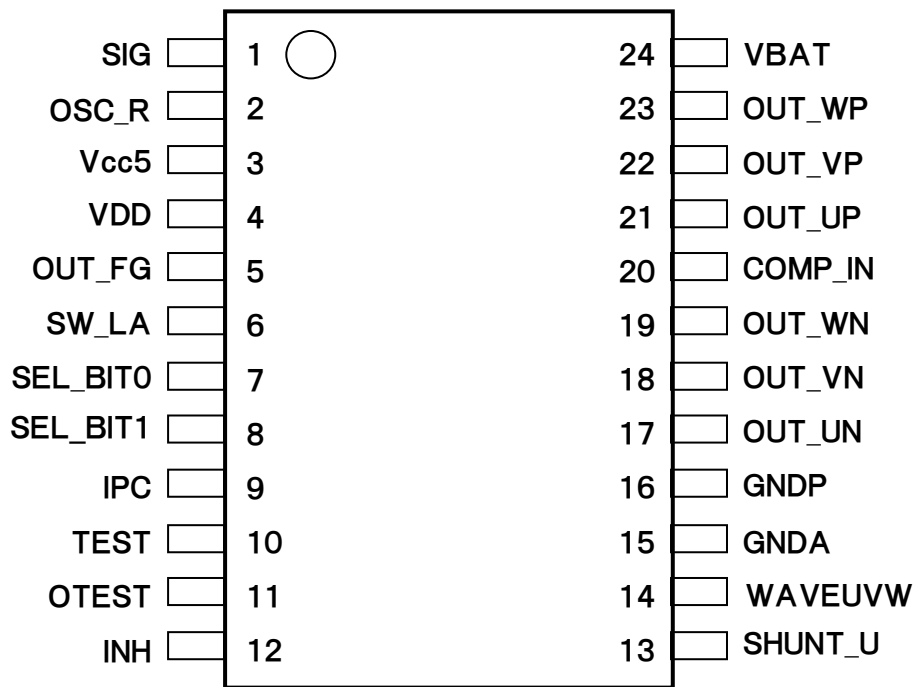 SIG 1 24 VBAT
OSC_R 2 23 OUT_WP
Vcc5 3 22 OUT_VP
VDD 4 21 OUT_UP
OUT_FG 5 20 COMP_IN
SW_LA 6 19 OUT_WN
SEL_BIT0 7 18 OUT_VN
SEL_BIT1 8 17 OUT_UN
IPC 9 16 GNDP
TEST 10 15 GNDA
OTEST 11 14 WAVEUVW
INH 12 13 SHUNT_U